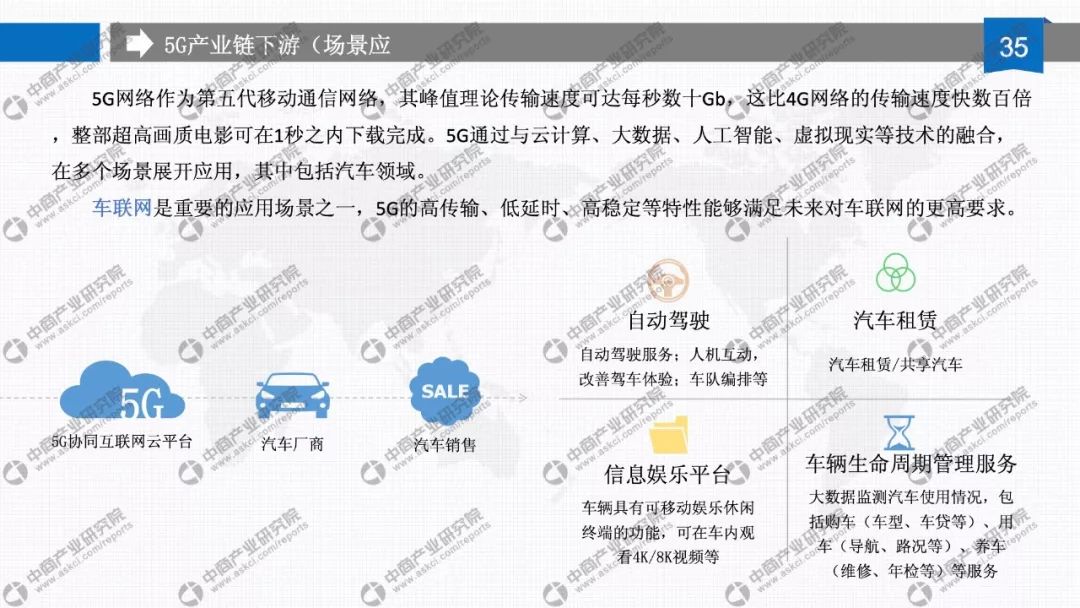 5G产业链下游（场景应
35
5G网络作为第五代移动通信网络，其峰值理论传输速度可达每秒数十Gb，这比4G网络的传输速度快数百倍
，整部超高画质电影可在1秒之内下载完成。5G通过与云计算、大数据、人工智能、虚拟现实等技术的融合，
在多个场景展开应用，其中包括汽车领域。
车联网是重要的应用场景之一，5G的高传输、低延时、高稳定等特性能够满足未来对车联网的更高要求。
5G
5G协同互联网云平台
汽车厂商
SALE
汽车销售
自动驾驶
自动驾驶服务；人机互动，
改善驾车体验；车队编排等
汽车租赁
汽车租赁/共享汽车
信息娱乐平台
车辆具有可移动娱乐休闲
终端的功能，可在车内观
看4K/8K视频等
车辆生命周期管理服务
大数据监测汽车使用情况，包
括购车（车型、车贷等）、用
车（导航、路况等）、养车
（维修、年检等）等服务
中商产业研究院
www.askci.com/reports